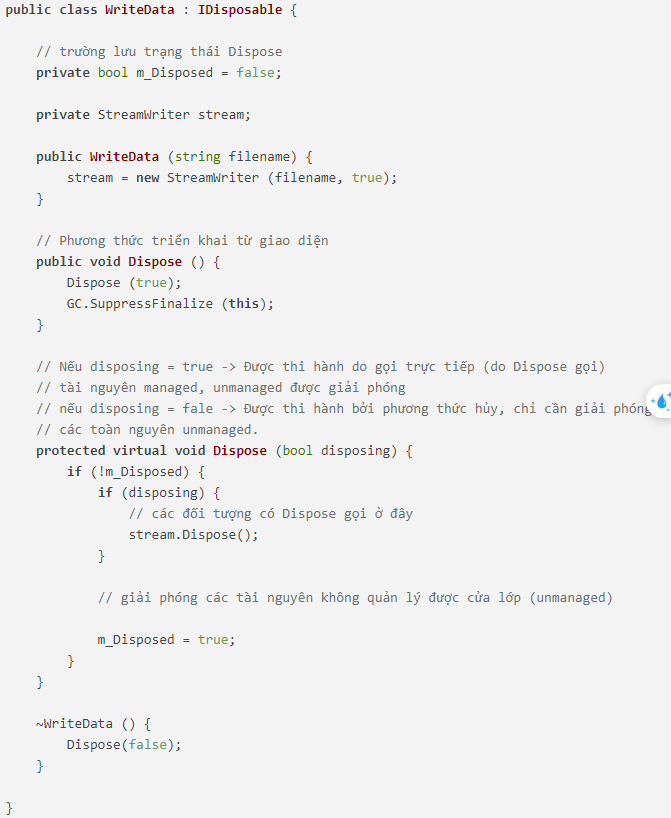 public class WriteData : IDisposable {
// trường lưu trạng thái Dispose
private bool m_Disposed = false;
private StreamWriter stream;
public WriteData (string filename) {
stream = new StreamWriter (filename, true);
}
// Phương thức triển khai từ giao diện
public void Dispose () {
Dispose (true);
GC.SuppressFinalize (this);
}
// Nếu disposing = true -> Được thi hành do gọi trực tiếp (do Dispose gọi)
// tài nguyên managed, unmanaged được giải phóng
// nếu disposing = fale -> Được thi hành bởi phương thức hủy, chỉ cần giải phóng
// các toàn nguyên unmanaged.
protected virtual void Dispose (bool disposing) {
if (!m_Disposed) {
if (disposing) {
// các đối tượng có Dispose gọi ở đây
stream.Dispose();
}
// giải phóng các tài nguyên không quản lý được cửa lớp (unmanaged)
m_Disposed = true;
}
}
~WriteData () {
Dispose(false);
}
}